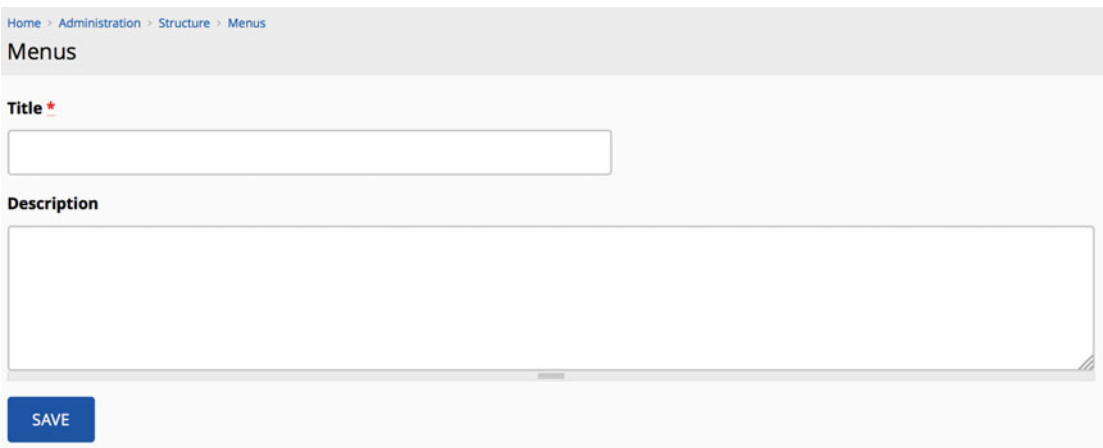 Home › Administration › Structure › Menus
Menus
Title *
Description
SAVE